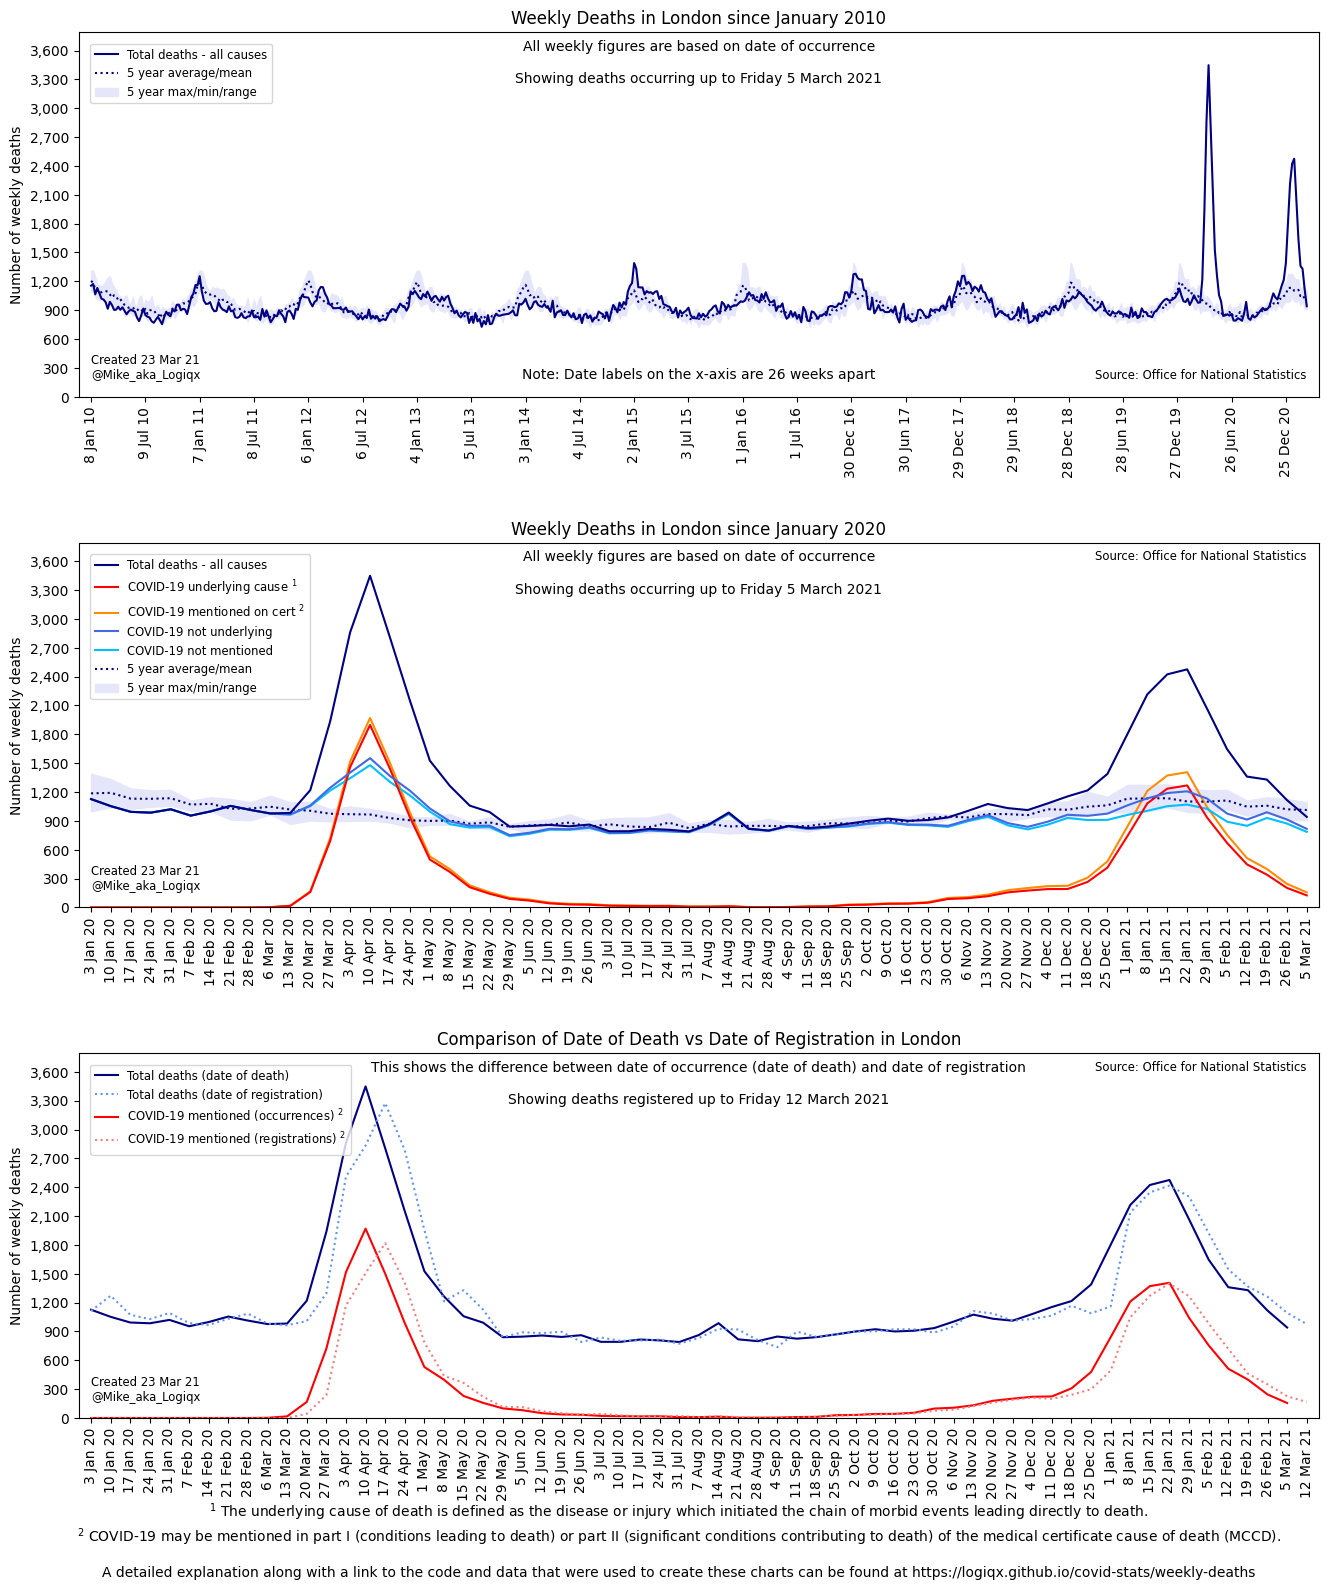 Weekly Deaths in London since January 2010
All weekly figures are based on date of occurrence
Showing deaths occurring up to Friday 5 March 2021
Total deaths - all causes
5 year average/mean
5 year max/min/range
Number of weekly deaths
3,600
3,300
3,000
2,700
2,400
2,100
1,800
1,500
1,200
900
600
300
0
Created 23 Mar 21
@Mike_aka_Logiqx
Note: Date labels on the x-axis are 26 weeks apart
Source: Office for National Statistics
8 Jan 10
9 Jul 10
7 Jan 11
8 Jul 11
6 Jan 12
6 Jul 12
4 Jan 13
5 Jul 13
3 Jan 14
4 Jul 14
2 Jan 15
3 Jul 15
1 Jan 16
1 Jul 16
30 Dec 16
30 Jun 17
29 Dec 17
29 Jun 18
28 Dec 18
28 Jun 19
27 Dec 19
26 Jun 20
25 Dec 20
Weekly Deaths in London since January 2020
All weekly figures are based on date of occurrence
Showing deaths occurring up to Friday 5 March 2021
Source: Office for National Statistics
Total deaths - all causes
COVID-19 underlying cause 1
COVID-19 mentioned on cert 2
COVID-19 not underlying
COVID-19 not mentioned
5 year average/mean
5 year max/min/range
Number of weekly deaths
3,600
3,300
3,000
2,700
2,400
2,100
1,800
1,500
1,200
900
600
300
0
Created 23 Mar 21
@Mike_aka_Logiqx
3 Jan 20
10 Jan 20
17 Jan 20
24 Jan 20
31 Jan 20
7 Feb 20
14 Feb 20
21 Feb 20
28 Feb 20
6 Mar 20
13 Mar 20
20 Mar 20
27 Mar 20
3 Apr 20
10 Apr 20
17 Apr 20
24 Apr 20
1 May 20
8 May 20
15 May 20
22 May 20
29 May 20
5 Jun 20
12 Jun 20
19 Jun 20
26 Jun 20
3 Jul 20
10 Jul 20
17 Jul 20
24 Jul 20
31 Jul 20
7 Aug 20
14 Aug 20
21 Aug 20
28 Aug 20
4 Sep 20
11 Sep 20
18 Sep 20
25 Sep 20
2 Oct 20
9 Oct 20
16 Oct 20
23 Oct 20
30 Oct 20
6 Nov 20
13 Nov 20
20 Nov 20
27 Nov 20
4 Dec 20
11 Dec 20
18 Dec 20
25 Dec 20
1 Jan 21
8 Jan 21
15 Jan 21
22 Jan 21
29 Jan 21
5 Feb 21
12 Feb 21
19 Feb 21
26 Feb 21
5 Mar 21
Comparison of Date of Death vs Date of Registration in London
This shows the difference between date of occurrence (date of death) and date of registration
Showing deaths registered up to Friday 12 March 2021
Source: Office for National Statistics
Total deaths (date of death)
Total deaths (date of registration)
COVID-19 mentioned (occurrences) 2
COVID-19 mentioned (registrations) 2
Number of weekly deaths
3,600
3,300
3,000
2,700
2,400
2,100
1,800
1,500
1,200
900
600
300
0
Created 23 Mar 21
@Mike_aka_Logiqx
3 Jan 20
10 Jan 20
17 Jan 20
24 Jan 20
31 Jan 20
7 Feb 20
14 Feb 20
21 Feb 20
28 Feb 20
6 Mar 20
13 Mar 20
20 Mar 20
27 Mar 20
3 Apr 20
10 Apr 20
17 Apr 20
24 Apr 20
1 May 20
8 May 20
15 May 20
22 May 20
29 May 20
5 Jun 20
12 Jun 20
19 Jun 20
26 Jun 20
3 Jul 20
10 Jul 20
17 Jul 20
24 Jul 20
31 Jul 20
7 Aug 20
14 Aug 20
21 Aug 20
28 Aug 20
4 Sep 20
11 Sep 20
18 Sep 20
25 Sep 20
2 Oct 20
9 Oct 20
16 Oct 20
23 Oct 20
30 Oct 20
6 Nov 20
13 Nov 20
20 Nov 20
27 Nov 20
4 Dec 20
11 Dec 20
18 Dec 20
25 Dec 20
1 Jan 21
8 Jan 21
15 Jan 21
22 Jan 21
29 Jan 21
5 Feb 21
12 Feb 21
19 Feb 21
26 Feb 21
5 Mar 21
12 Mar 21
1 The underlying cause of death is defined as the disease or injury which initiated the chain of morbid events leading directly to death.
2 COVID-19 may be mentioned in part I (conditions leading to death) or part II (significant conditions contributing to death) of the medical certificate cause of death (MCCD).
A detailed explanation along with a link to the code and data that were used to create these charts can be found at https://logiqx.github.io/covid-stats/weekly-deaths